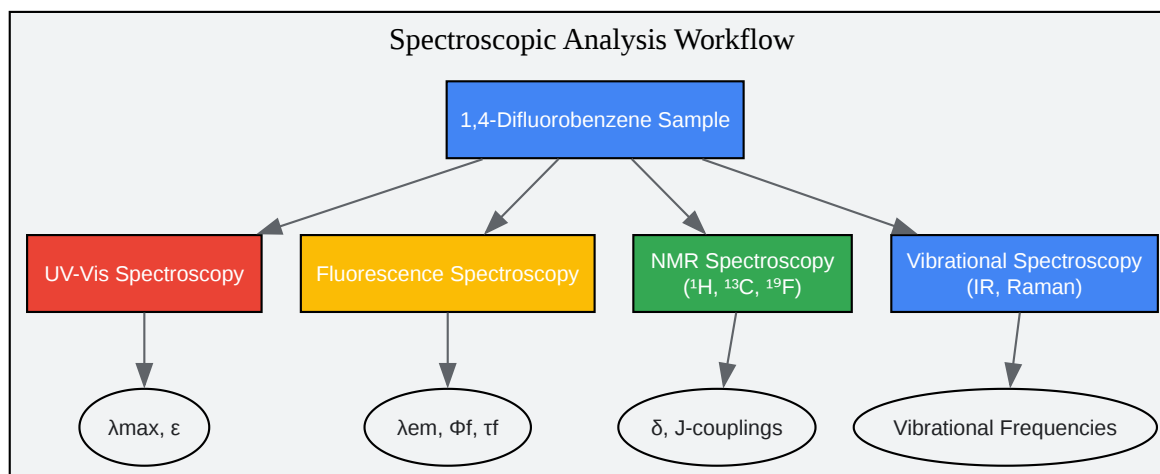 Spectroscopic Analysis Workflow
1,4-Difluorobenzene Sample
UV-Vis Spectroscopy
Fluorescence Spectroscopy
NMR Spectroscopy
(¹H, ¹³C, ¹⁹F)
Vibrational Spectroscopy
(IR, Raman)
λmax, ε
λem, Φf, τf
δ, J-couplings
Vibrational Frequencies